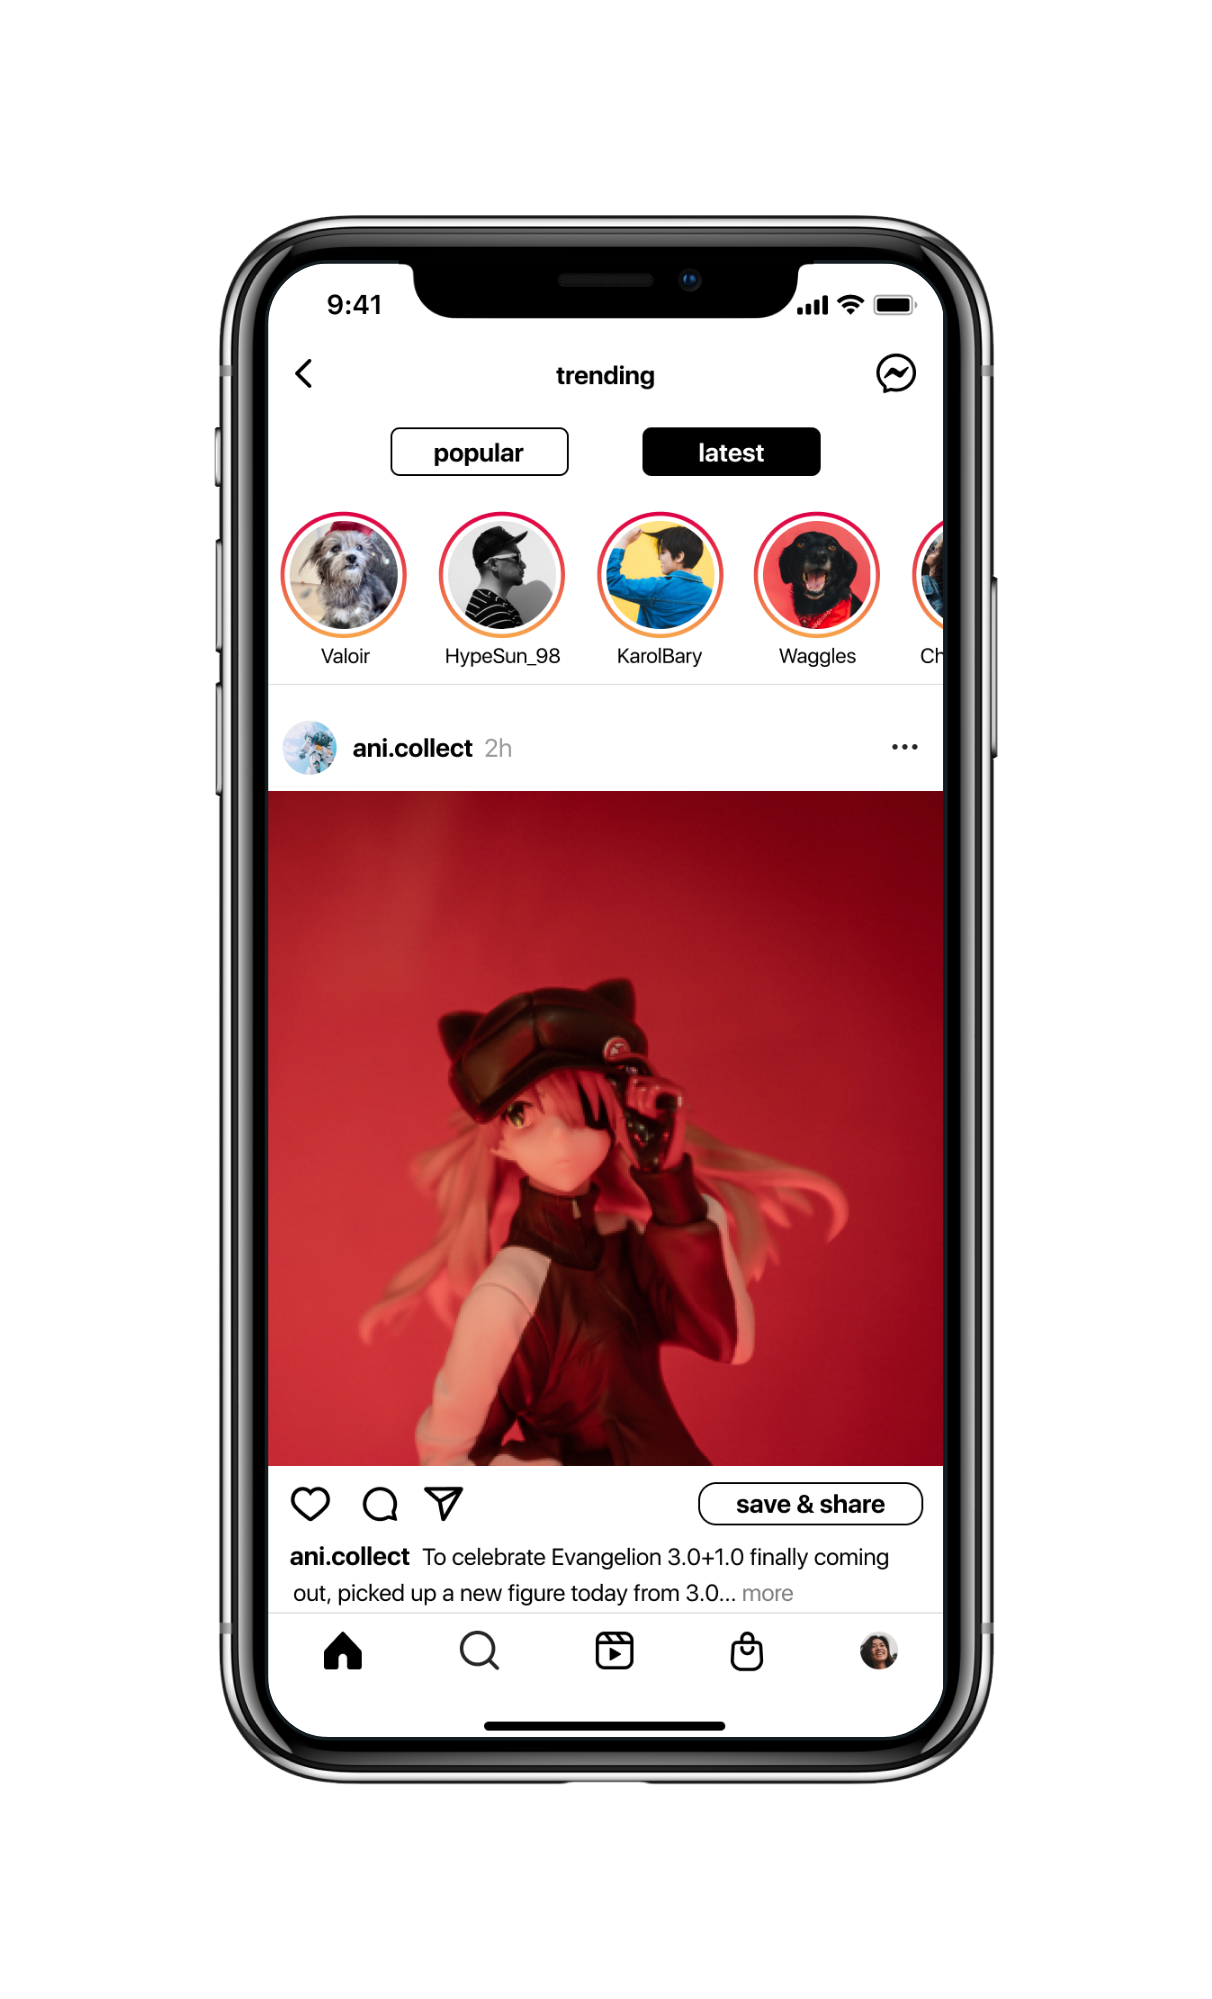 9:41
trending
popular
latest
Valoir
HypeSun_98
KarolBary
Waggles
Ch
ani.collect 2h
save & share
ani.collect To celebrate Evangelion 3.0+1.0 finally coming
out, picked up a new figure today from 3.0... more